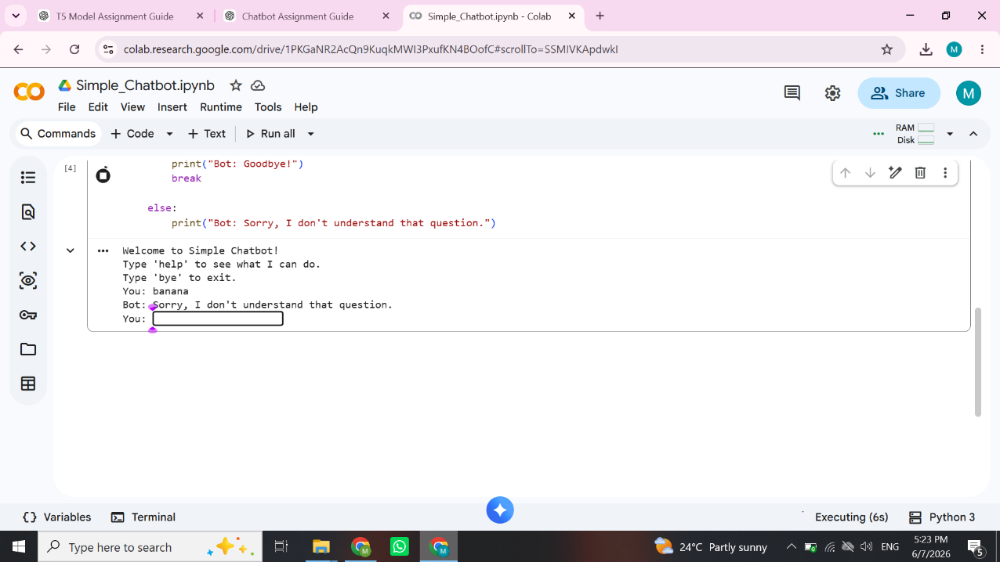 T5 Model Assignment Guide
Chatbot Assignment Guide
Simple_Chatbot.ipynb - Colab
colab.research.google.com/drive/1PKGaNR2AcQn9KuqkMWI3PxufKN4BOofC#scrollTo=SSMIVKApdwkI
M
Simple_Chatbot.ipynb
File Edit View Insert Runtime Tools Help
Share
M
Commands
+ Code
+ Text
Run all
RAM
Disk
[4]
print("Bot: Goodbye!")
break
else:
print("Bot: Sorry, I don't understand that question.")
Welcome to Simple Chatbot!
Type 'help' to see what I can do.
Type 'bye' to exit.
You: banana
Bot: Sorry, I don't understand that question.
You:
Variables
Terminal
Executing (6s)
Python 3
Type here to search
M
M
24°C Partly sunny
ENG
5:23 PM
6/7/2026
5